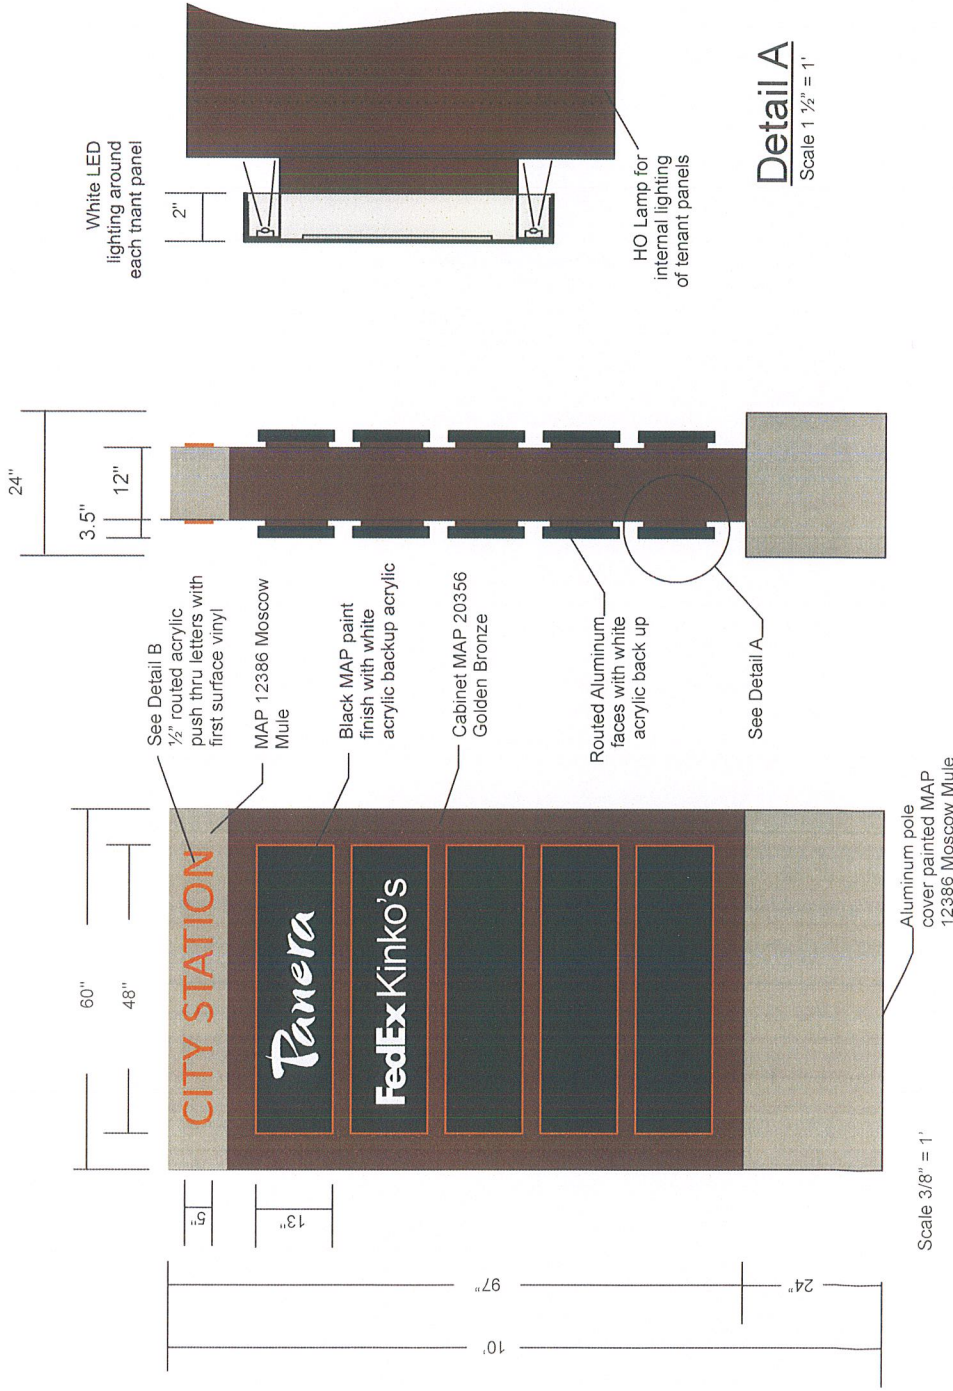 60"
48"
5"
13"
97"
24"
10'
CITY STATION
Panera
FedEx Kinko's
Scale 3/8" = 1'
See Detail B
½" routed acrylic
push thru letters with
first surface vinyl
MAP 12386 Moscow
Mule
Black MAP paint
finish with white
acrylic backup acrylic
Cabinet MAP 20356
Golden Bronze
Routed Aluminum
faces with white
acrylic back up
See Detail A
Aluminum pole
cover painted MAP
12386 Moscow Mule
24"
3.5"
12"
White LED
lighting around
each tnant panel
2"
HO Lamp for
internal lighting
of tenant panels
Detail A
Scale 1 ½" = 1'